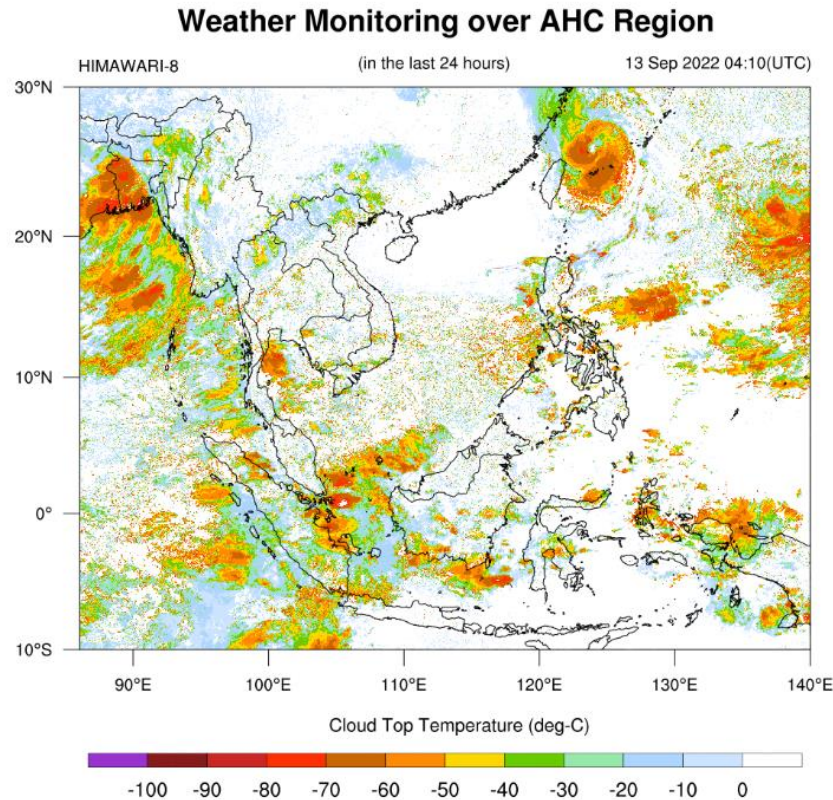 Weather Monitoring over AHC Region
HIMAWARI-8 (in the last 24 hours) 13 Sep 2022 04:10(UTC)
30°N
20°N
10°N
0°
10°S
90°E 100°E 110°E 120°E 130°E 140°E
Cloud Top Temperature (deg-C)
-100 -90 -80 -70 -60 -50 -40 -30 -20 -10 0